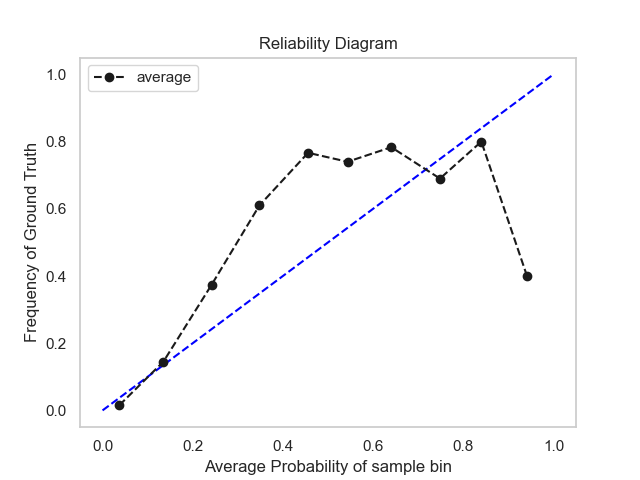 Reliability Diagram
average
Frequency of Ground Truth
1.0
0.8
0.6
0.4
0.2
0.0
0.0 0.2 0.4 0.6 0.8 1.0
Average Probability of sample bin